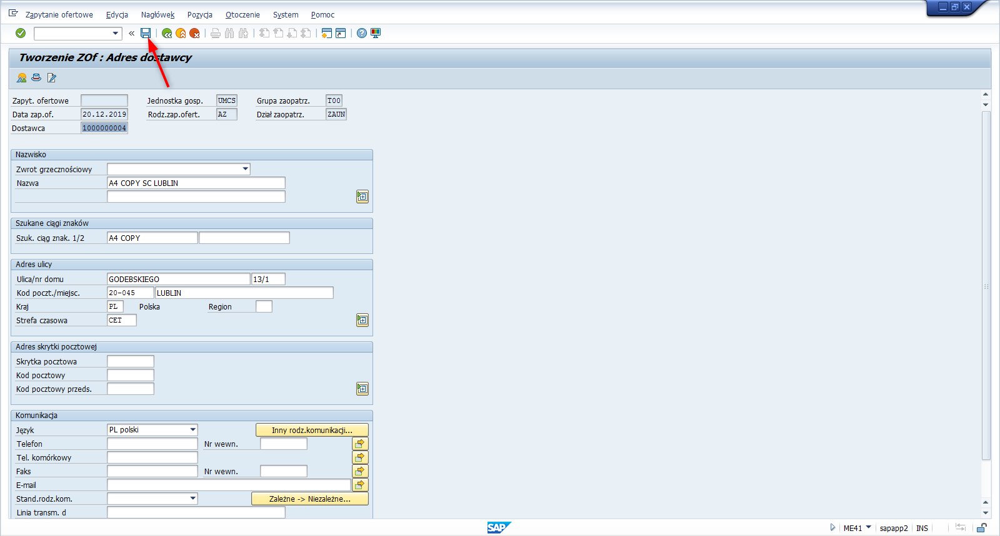 Zapytanie ofertowe Edycja Nagłówek Pozycja Otoczenie System Pomoc
Tworzenie ZOf : Adres dostawcy
Zapyt. ofertowe Jednostka gosp. UMCS Grupa zaopatrz. T00
Data zap.of. 20.12.2019 Rodz.zap.ofert. AZ Dział zaopatrz. ZAUN
Dostawca 1000000004
Nazwisko
Zwrot grzecznościowy
Nazwa A4 COPY SC LUBLIN
Szukane ciągi znaków
Szuk. ciąg znak. 1/2 A4 COPY
Adres ulicy
Ulica/nr domu GODEBSKIEGO 13/1
Kod poczt./miejsc. 20-045 LUBLIN
Kraj PL Polska Region
Strefa czasowa CET
Adres skrytki pocztowej
Skrytka pocztowa
Kod pocztowy
Kod pocztowy przeds.
Komunikacja
Język PL polski Inny rodz.komunikacji...
Telefon Nr wewn.
Tel. komórkowy
Faks Nr wewn.
E-mail
Stand.rodz.kom. Zależne -> Niezależne...
Linia transm. d
SAP ME41 sapapp2 INS